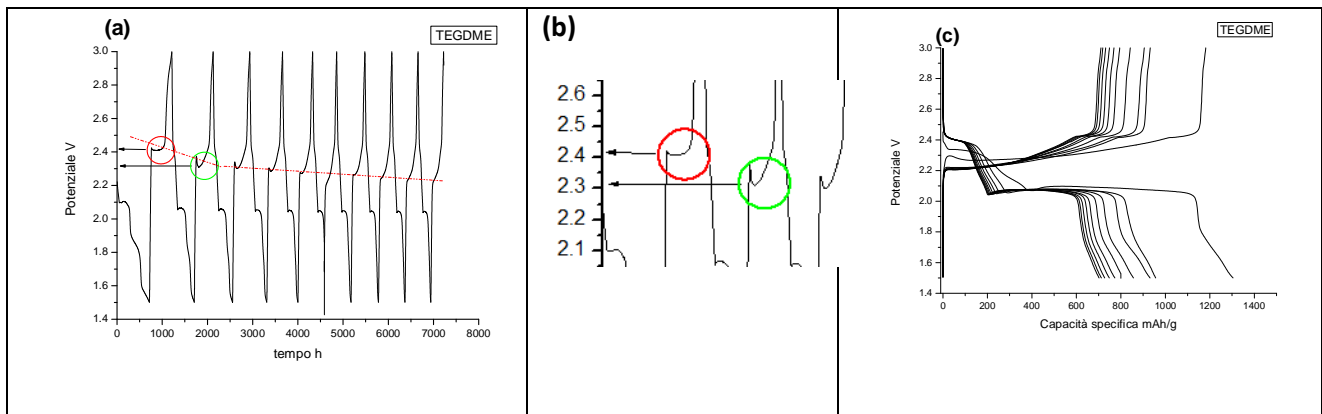 (a)
TEGDME
3.0
2.8
2.6
2.4
2.2
2.0
1.8
1.6
1.4
Potenziale V
0 1000 2000 3000 4000 5000 6000 7000 8000
tempo h
(b)
2.6
2.5
2.4
2.3
2.2
2.1
(c)
TEGDME
3.0
2.8
2.6
2.4
2.2
2.0
1.8
1.6
1.4
Potenziale V
0 200 400 600 800 1000 1200 1400
Capacità specifica mAh/g